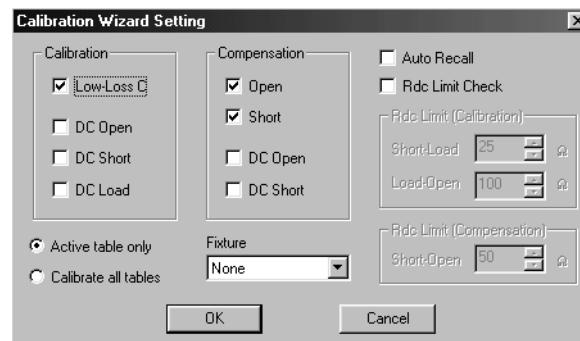 Calibration Wizard Setting
Calibration
Low-Loss C
DC Open
DC Short
DC Load
Compensation
Open
Short
DC Open
DC Short
Auto Recall
Rdc Limit Check
Rdc Limit (Calibration)
Short-Load 25 Ω
Load-Open 100 Ω
Rdc Limit (Compensation)
Short-Open 50 Ω
Active table only
Calibrate all tables
Fixture
None
OK
Cancel